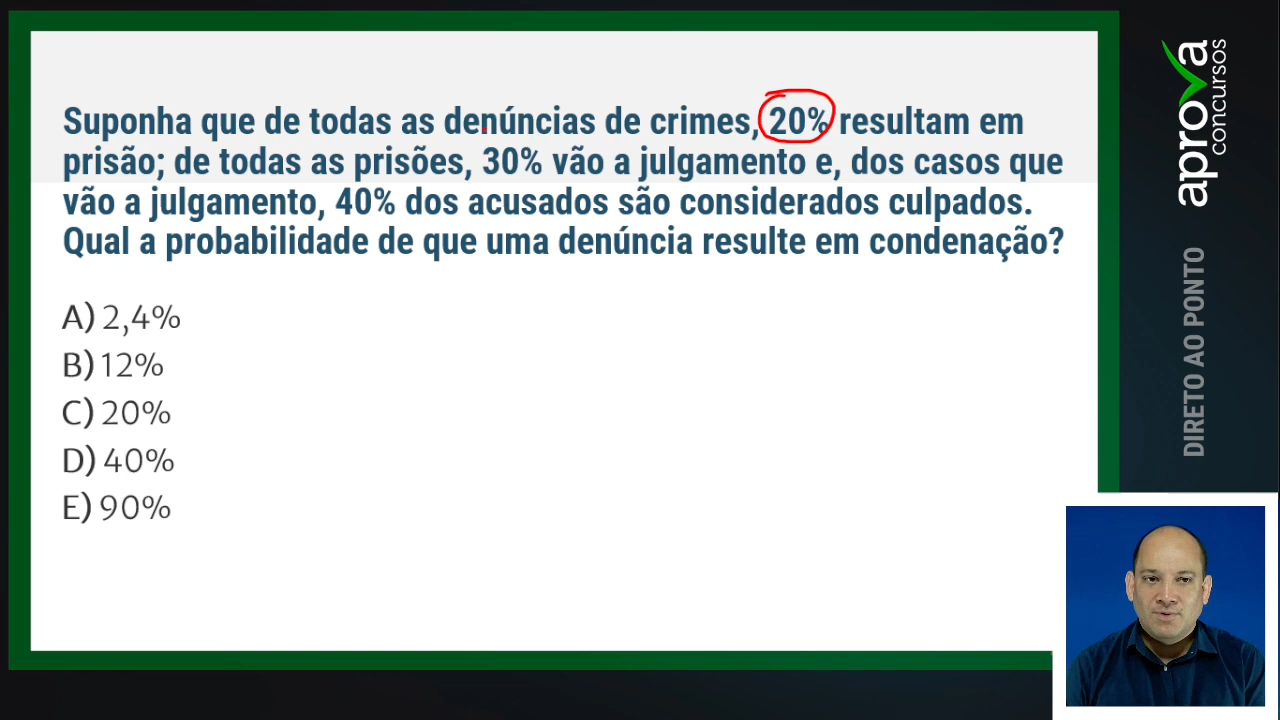 Suponha que de todas as denúncias de crimes, 20% resultam em
prisão; de todas as prisões, 30% vão a julgamento e, dos casos que
vão a julgamento, 40% dos acusados são considerados culpados.
Qual a probabilidade de que uma denúncia resulte em condenação?
A) 2,4%
B) 12%
C) 20%
D) 40%
E) 90%
aprova
concursos
DIRETO AO PONTO